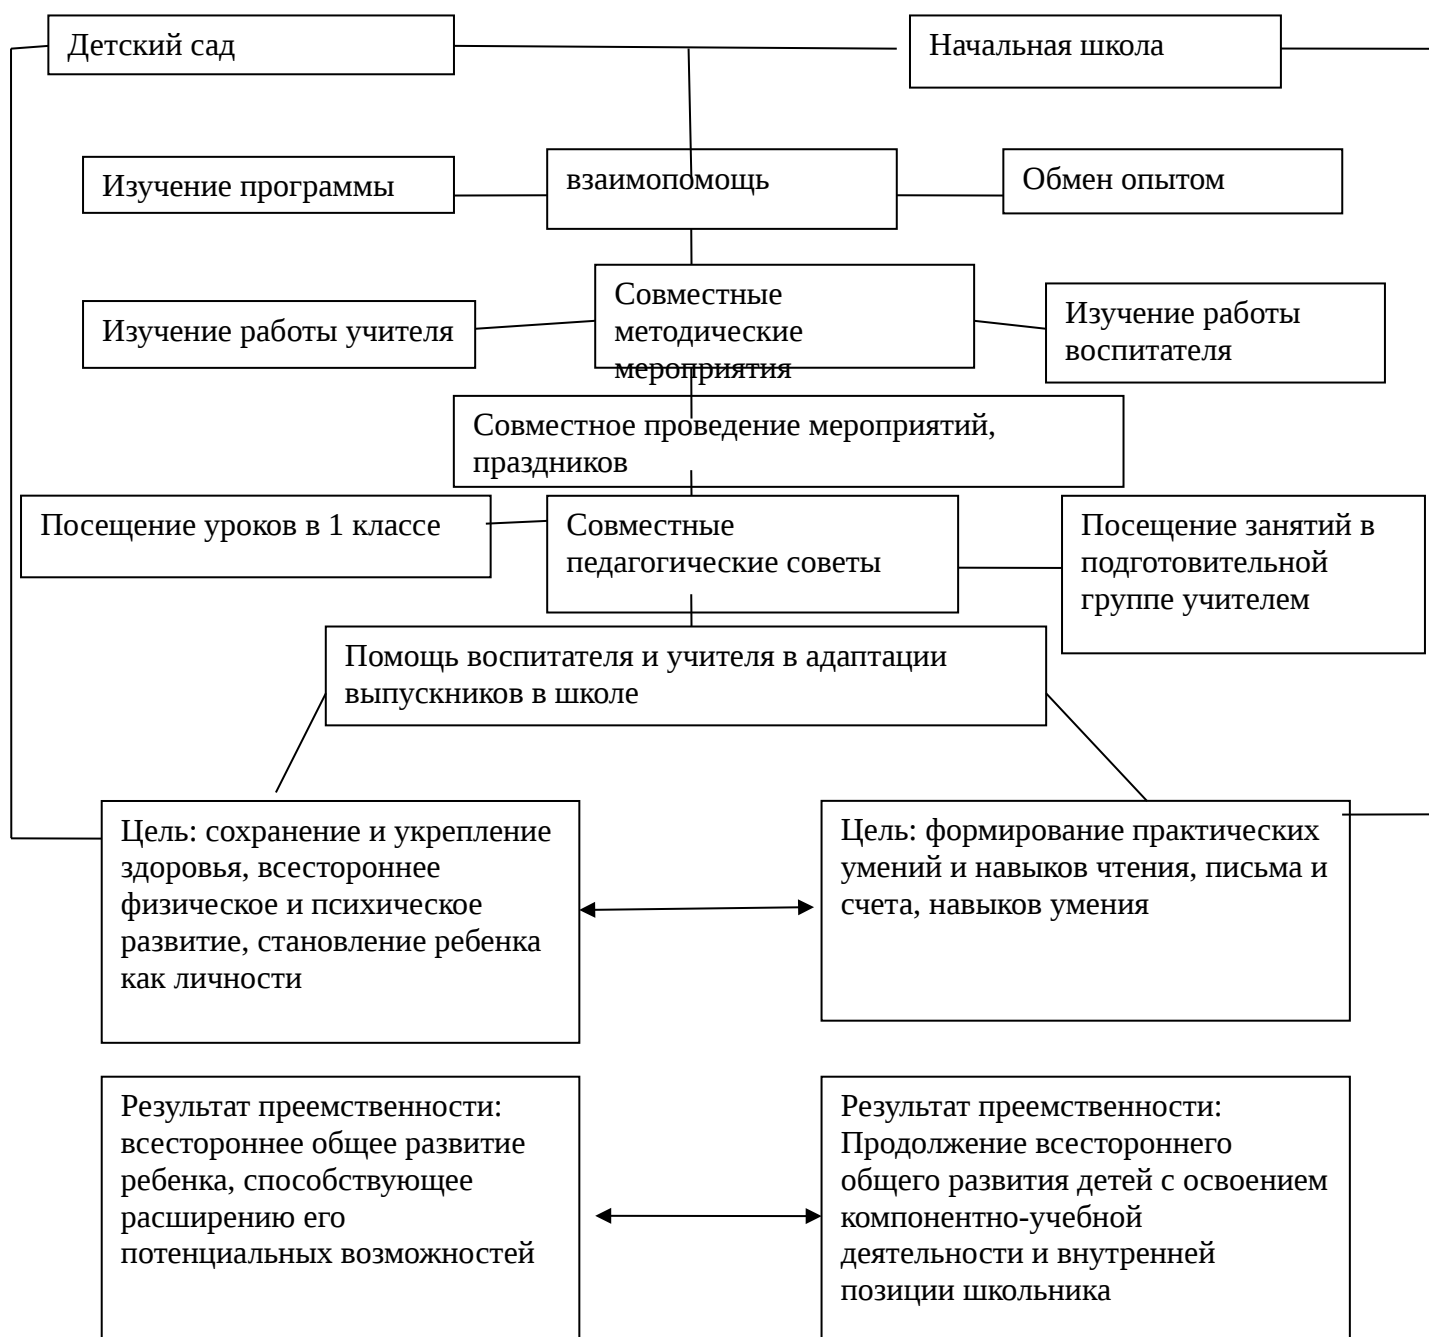 Детский сад
Начальная школа
Изучение программы
взаимопомощь
Обмен опытом
Изучение работы учителя
Совместные
методические
мероприятия
Изучение работы
воспитателя
Совместное проведение мероприятий,
праздников
Посещение уроков в 1 классе
Совместные
педагогические советы
Посещение занятий в
подготовительной
группе учителем
Помощь воспитателя и учителя в адаптации
выпускников в школе
Цель: сохранение и укрепление
здоровья, всестороннее
физическое и психическое
развитие, становление ребенка
как личности
Цель: формирование практических
умений и навыков чтения, письма и
счета, навыков умения
Результат преемственности:
всестороннее общее развитие
ребенка, способствующее
расширению его
потенциальных возможностей
Результат преемственности:
Продолжение всестороннего
общего развития детей с освоением
компонентно-учебной
деятельности и внутренней
позиции школьника